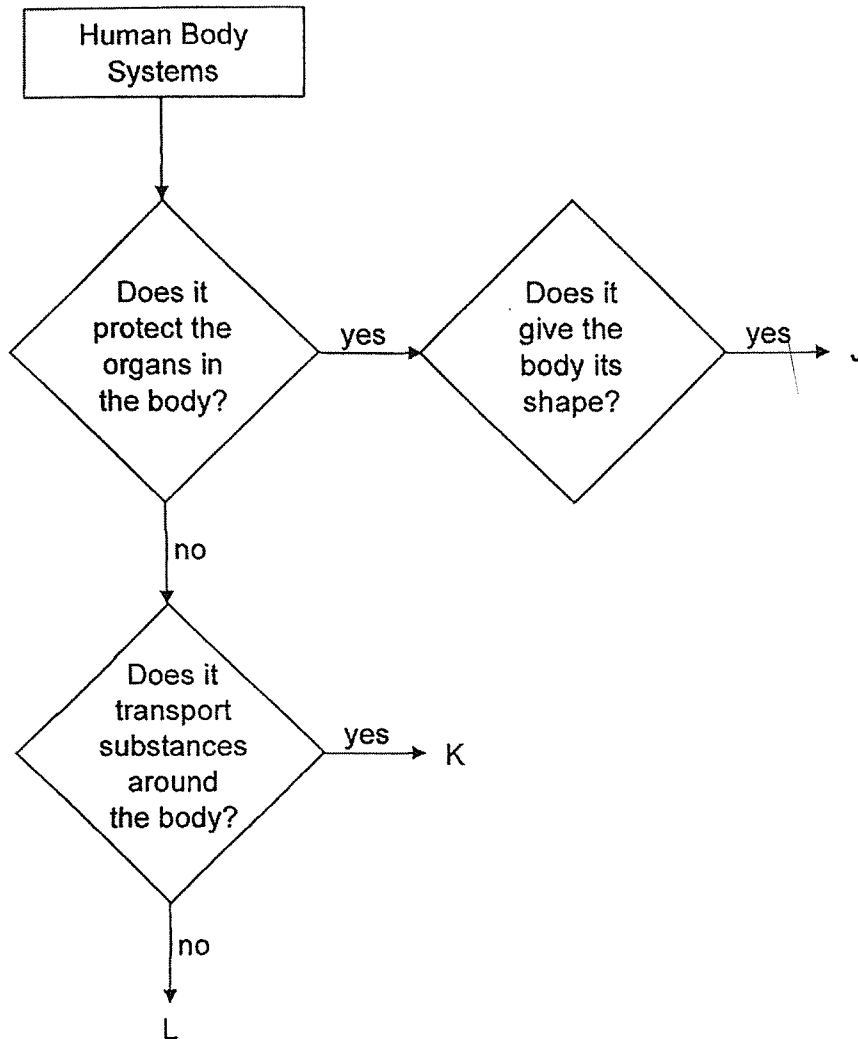 Human Body
Systems
Does it
protect the
organs in
the body?
yes
Does it
give the
body its
shape?
yes
no
Does it
transport
substances
around
the body?
yes
K
no
L